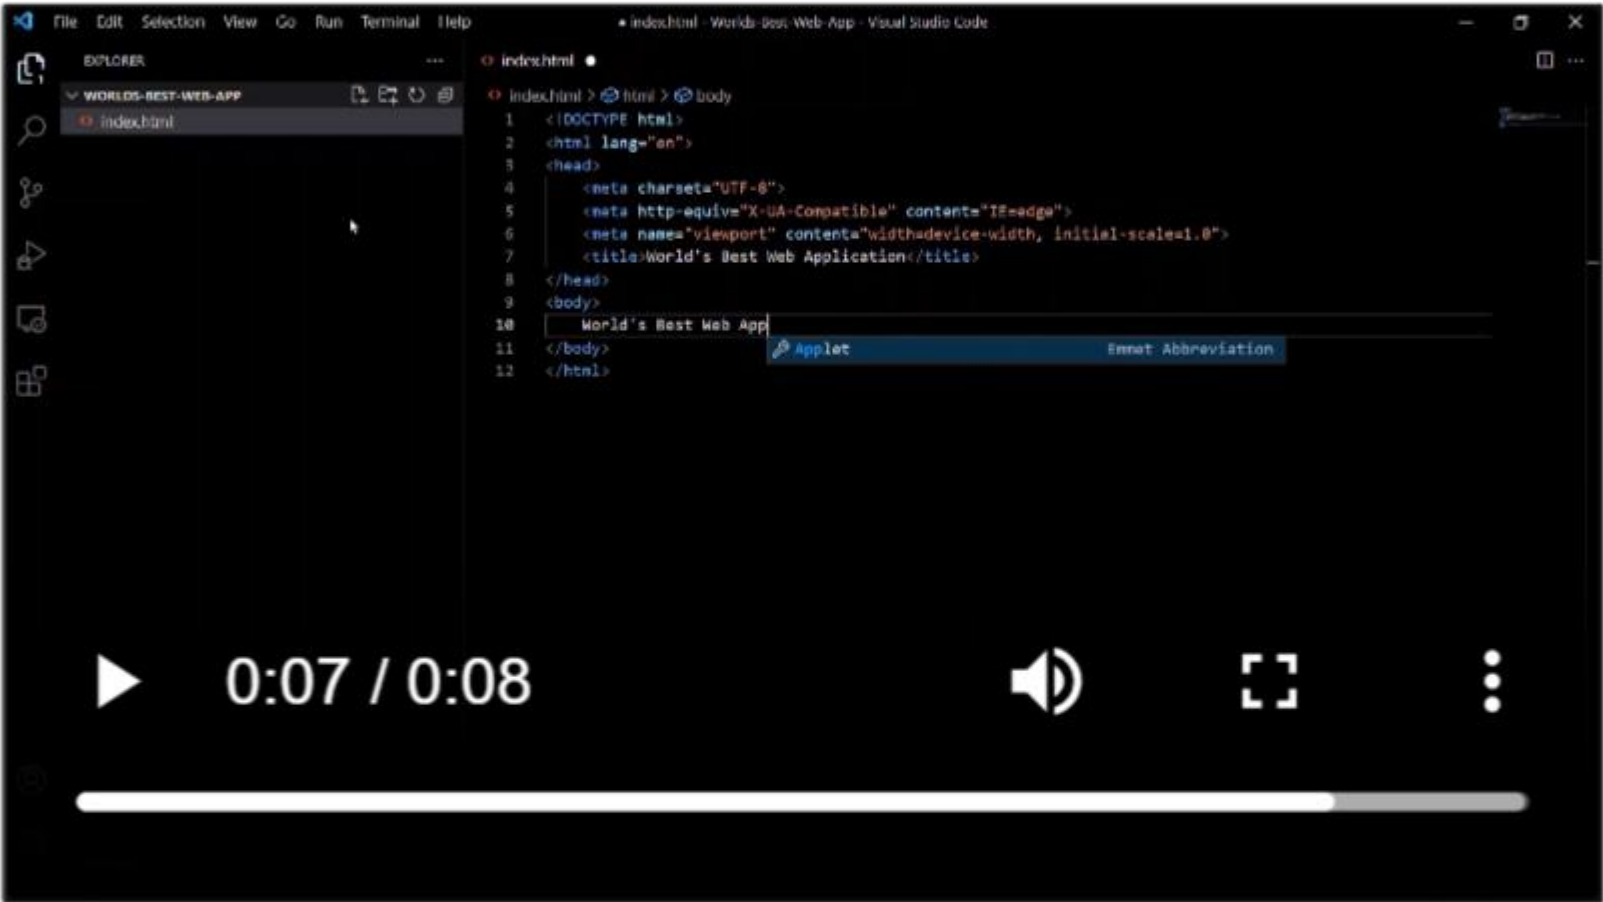 File Edit Selection View Go Run Terminal Help
● index.html - Worlds-Best-Web-App - Visual Studio Code
EXPLORER
WORLDS-BEST-WEB-APP
index.html
index.html ●
index.html > html > body
1 <!DOCTYPE html>
2 <html lang="en">
3 <head>
4 <meta charset="UTF-8">
5 <meta http-equiv="X-UA-Compatible" content="IE=edge">
6 <meta name="viewport" content="width=device-width, initial-scale=1.0">
7 <title>World's Best Web Application</title>
8 </head>
9 <body>
10 World's Best Web App
Applet Emmet Abbreviation
11 </body>
12 </html>
0:07 / 0:08